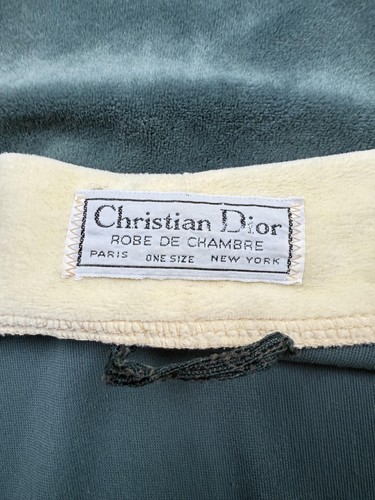 Christian Dior
ROBE DE CHAMBRE
PARIS ONE SIZE NEW YORK